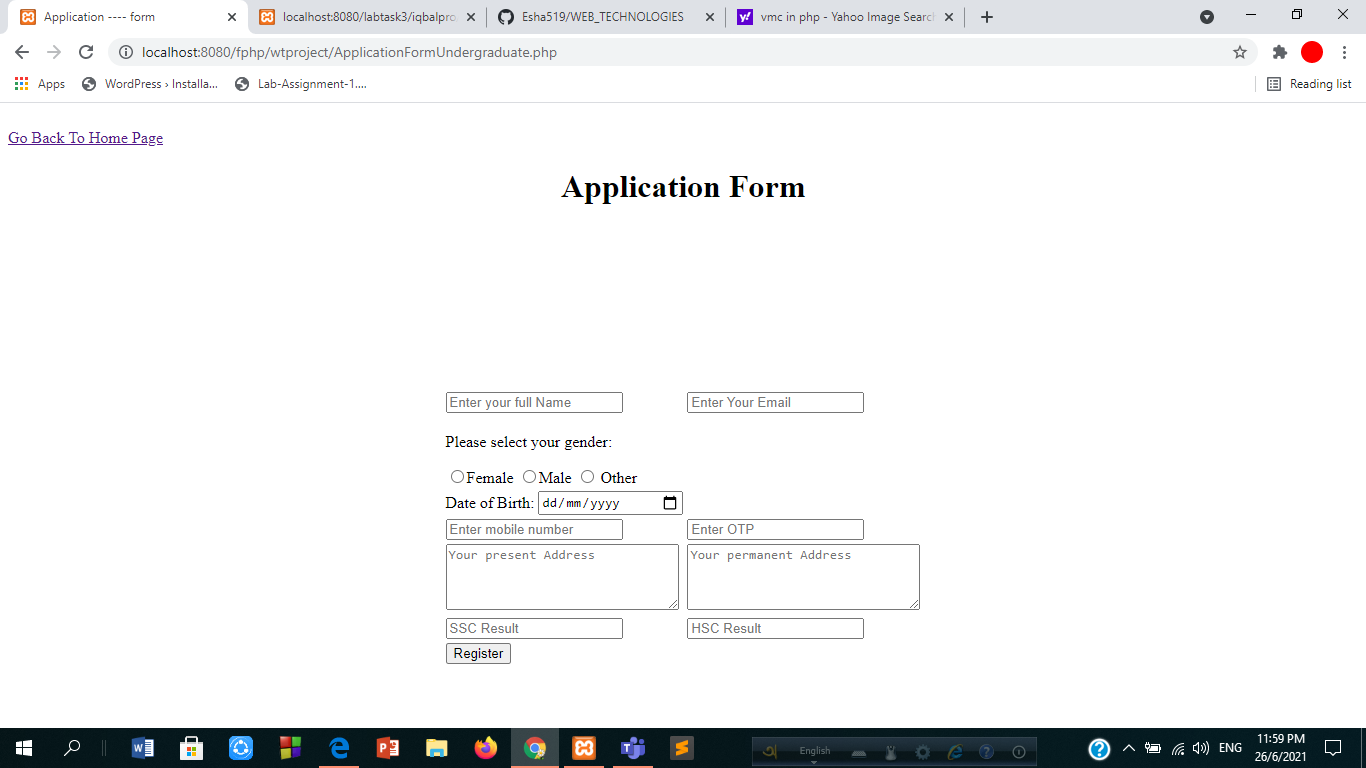 Application ---- form
localhost:8080/labtask3/iqbalpro
Esha519/WEB_TECHNOLOGIES
vmc in php - Yahoo Image Searc
localhost:8080/fphp/wtproject/ApplicationFormUndergraduate.php
Apps
WordPress › Installa...
Lab-Assignment-1....
Reading list
Go Back To Home Page
Application Form
Enter your full Name
Enter Your Email
Please select your gender:
Female Male Other
Date of Birth: dd/mm/yyyy
Enter mobile number
Enter OTP
Your present Address
Your permanent Address
SSC Result
HSC Result
Register
English
ENG
11:59 PM
26/6/2021